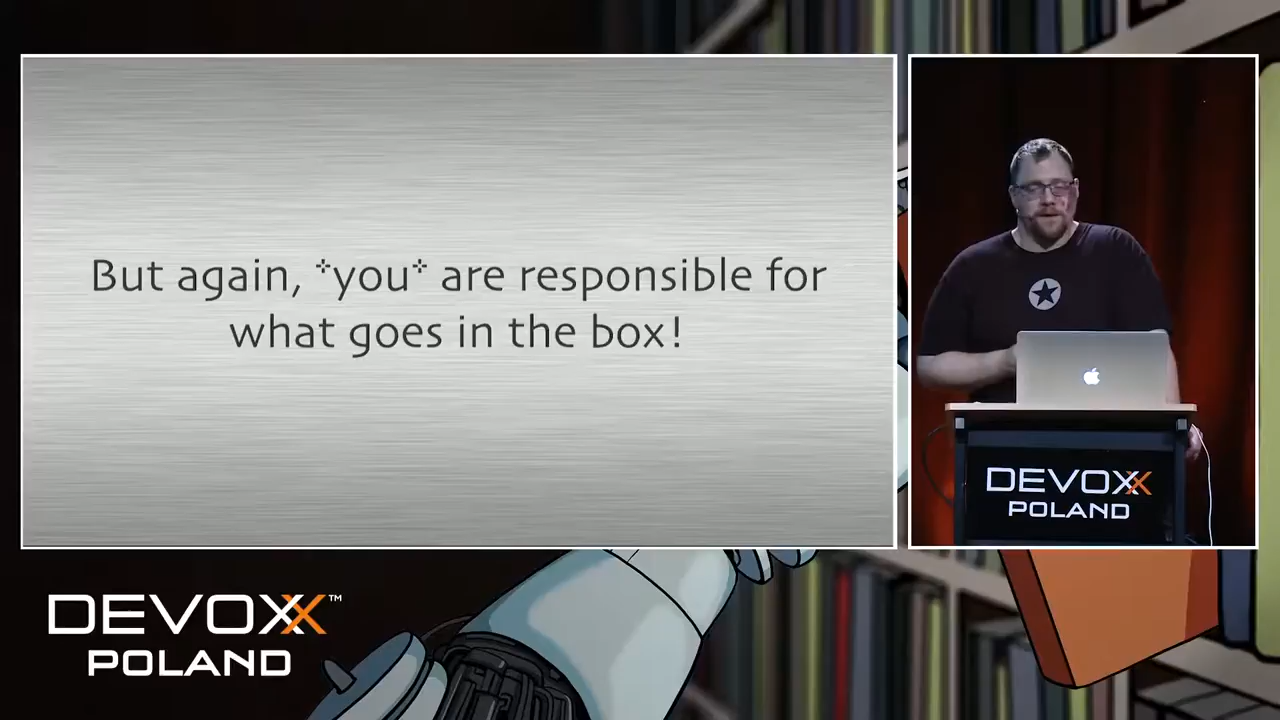 But again, *you* are responsible for
what goes in the box!
DEVOXX
POLAND
DEVOXX™
POLAND